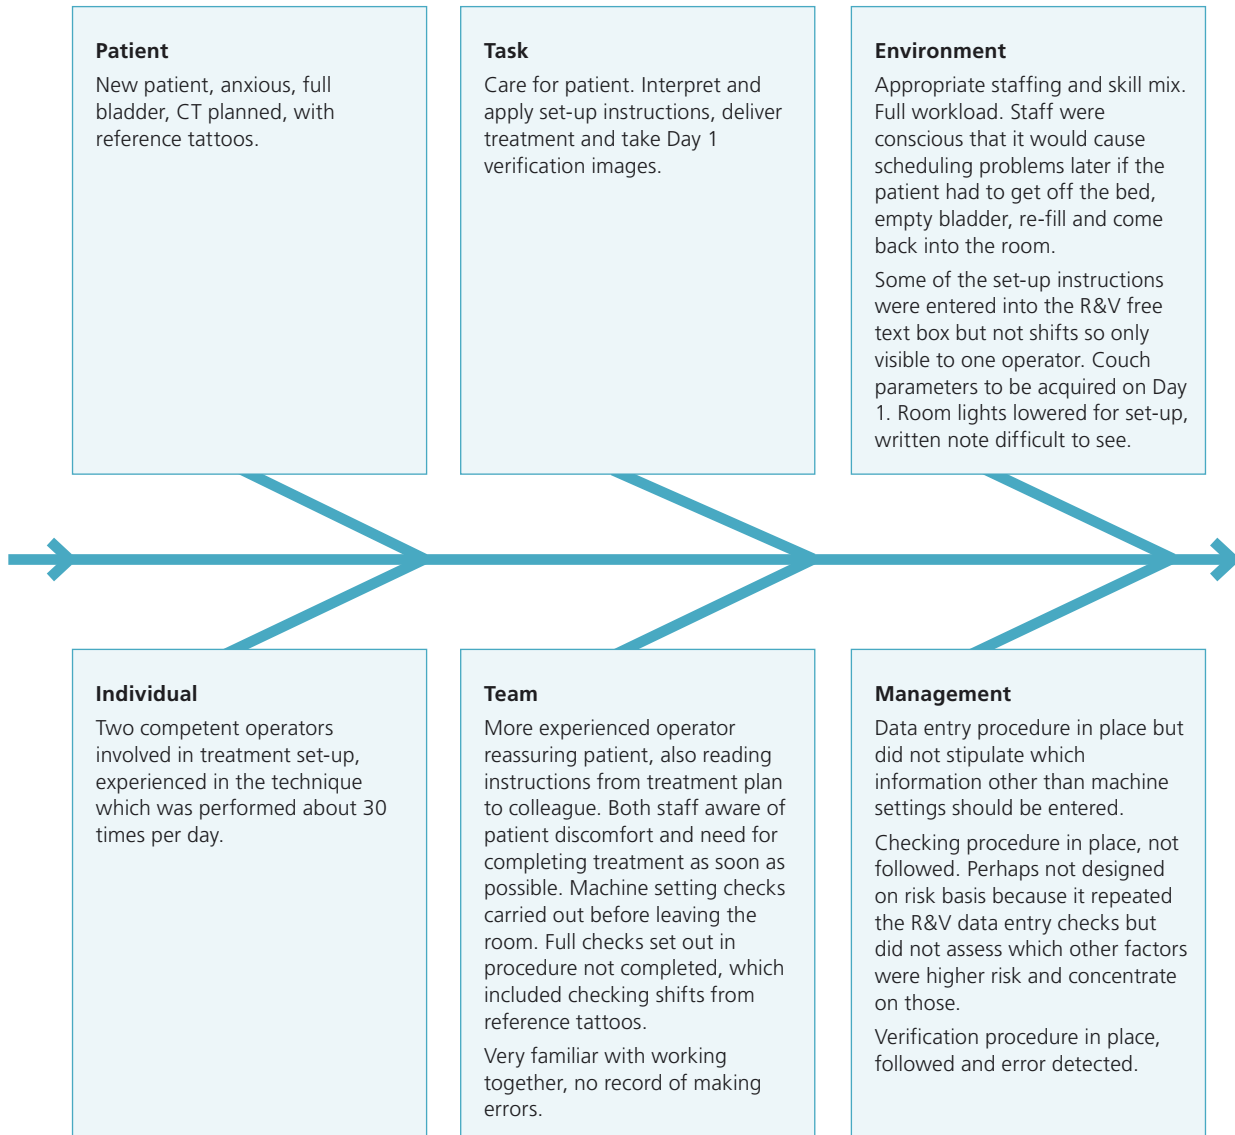 Patient
New patient, anxious, full
bladder, CT planned, with
reference tattoos.
Task
Care for patient. Interpret and
apply set-up instructions, deliver
treatment and take Day 1
verification images.
Environment
Appropriate staffing and skill mix.
Full workload. Staff were
conscious that it would cause
scheduling problems later if the
patient had to get off the bed,
empty bladder, re-fill and come
back into the room.
Some of the set-up instructions
were entered into the R&V free
text box but not shifts so only
visible to one operator. Couch
parameters to be acquired on Day
1. Room lights lowered for set-up,
written note difficult to see.
Individual
Two competent operators
involved in treatment set-up,
experienced in the technique
which was performed about 30
times per day.
Team
More experienced operator
reassuring patient, also reading
instructions from treatment plan
to colleague. Both staff aware of
patient discomfort and need for
completing treatment as soon as
possible. Machine setting checks
carried out before leaving the
room. Full checks set out in
procedure not completed, which
included checking shifts from
reference tattoos.
Very familiar with working
together, no record of making
errors.
Management
Data entry procedure in place but
did not stipulate which
information other than machine
settings should be entered.
Checking procedure in place, not
followed. Perhaps not designed
on risk basis because it repeated
the R&V data entry checks but
did not assess which other factors
were higher risk and concentrate
on those.
Verification procedure in place,
followed and error detected.